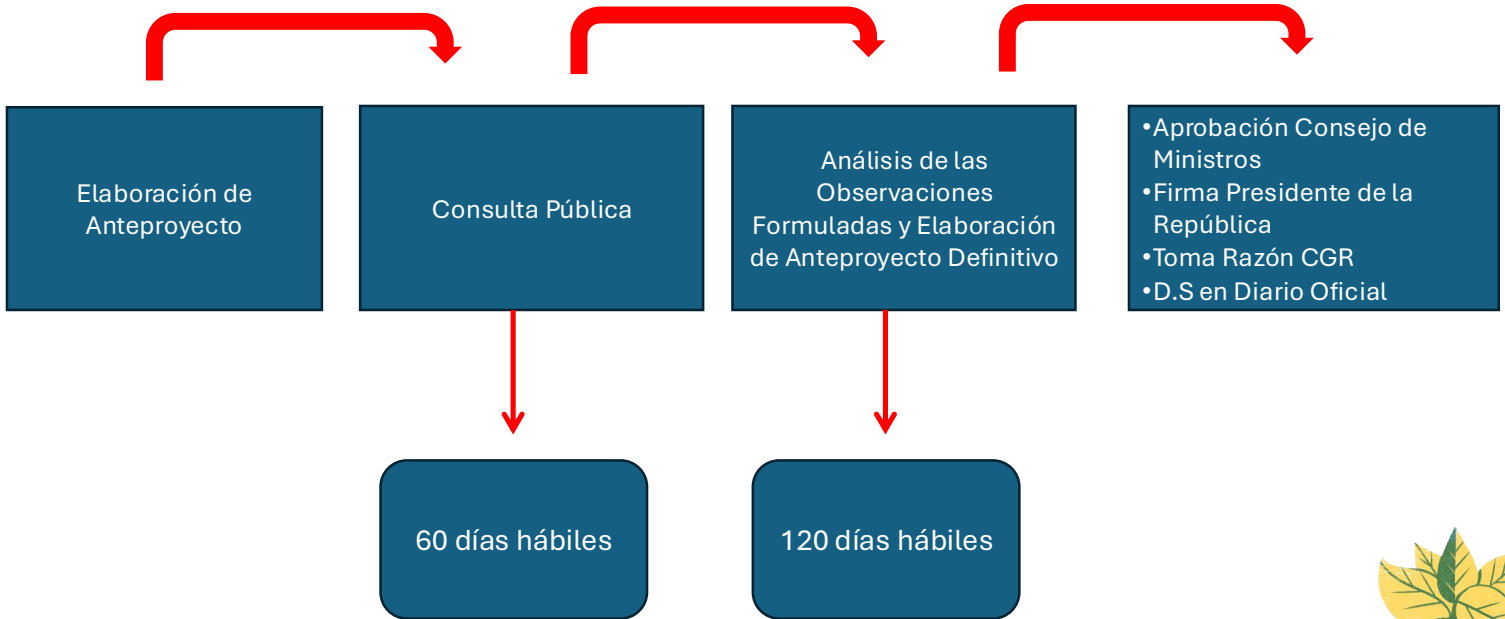 Elaboración de
Anteproyecto
Consulta Pública
Análisis de las
Observaciones
Formuladas y Elaboración
de Anteproyecto Definitivo
•Aprobación Consejo de
Ministros
•Firma Presidente de la
República
•Toma Razón CGR
•D.S en Diario Oficial
60 días hábiles
120 días hábiles